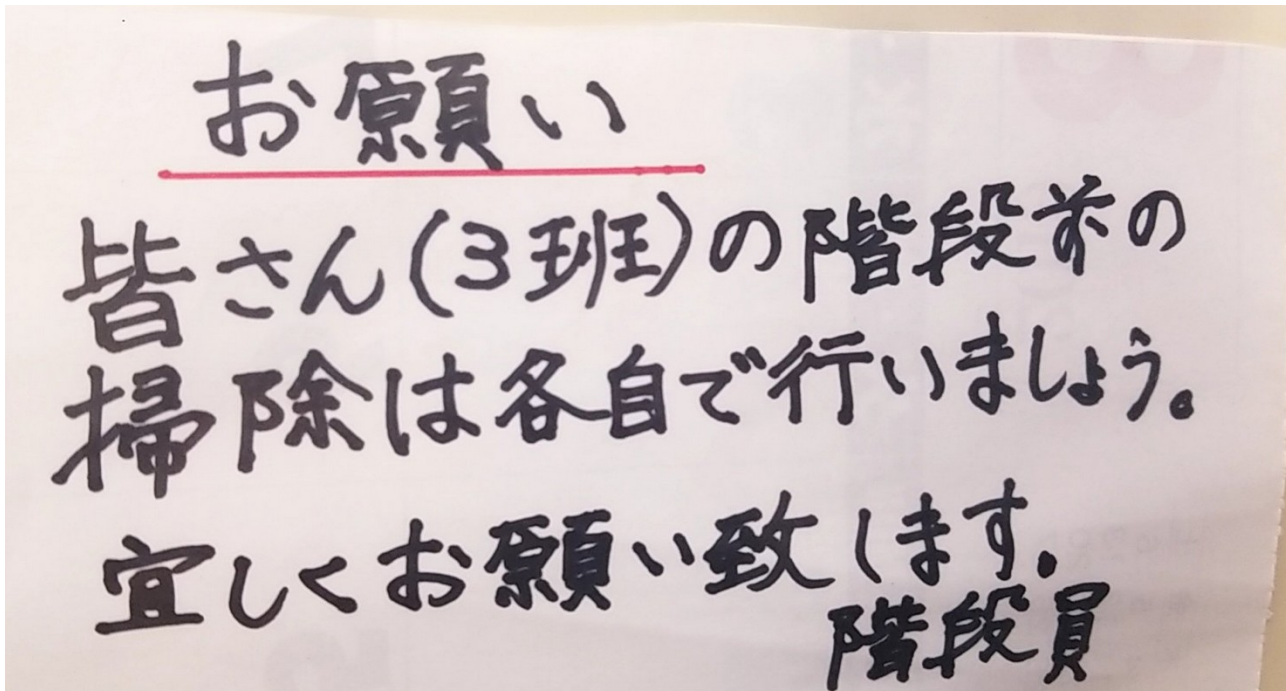 お願い
皆さん(3班)の階段前の
掃除は各自で行いましょう。
宜しくお願い致します.
階段員